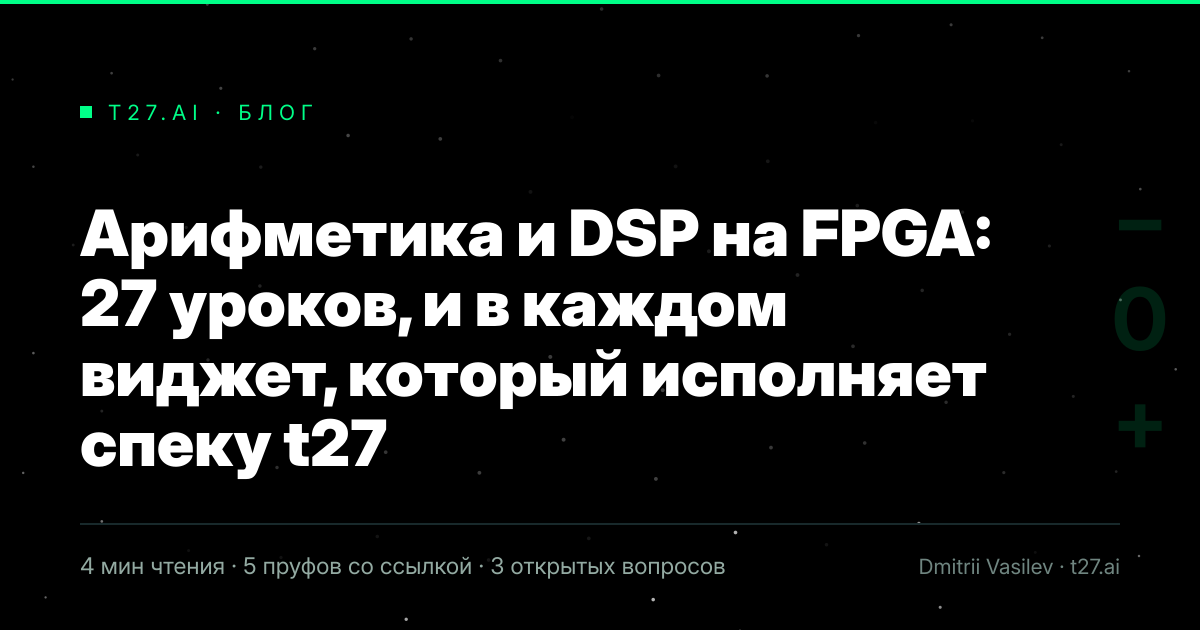 T27.AI · БЛОГ
Арифметика и DSP на FPGA:
27 уроков, и в каждом
виджет, который исполняет
спеку t27
−
0
+
4 мин чтения · 5 пруфов со ссылкой · 3 открытых вопросов
Dmitrii Vasilev · t27.ai